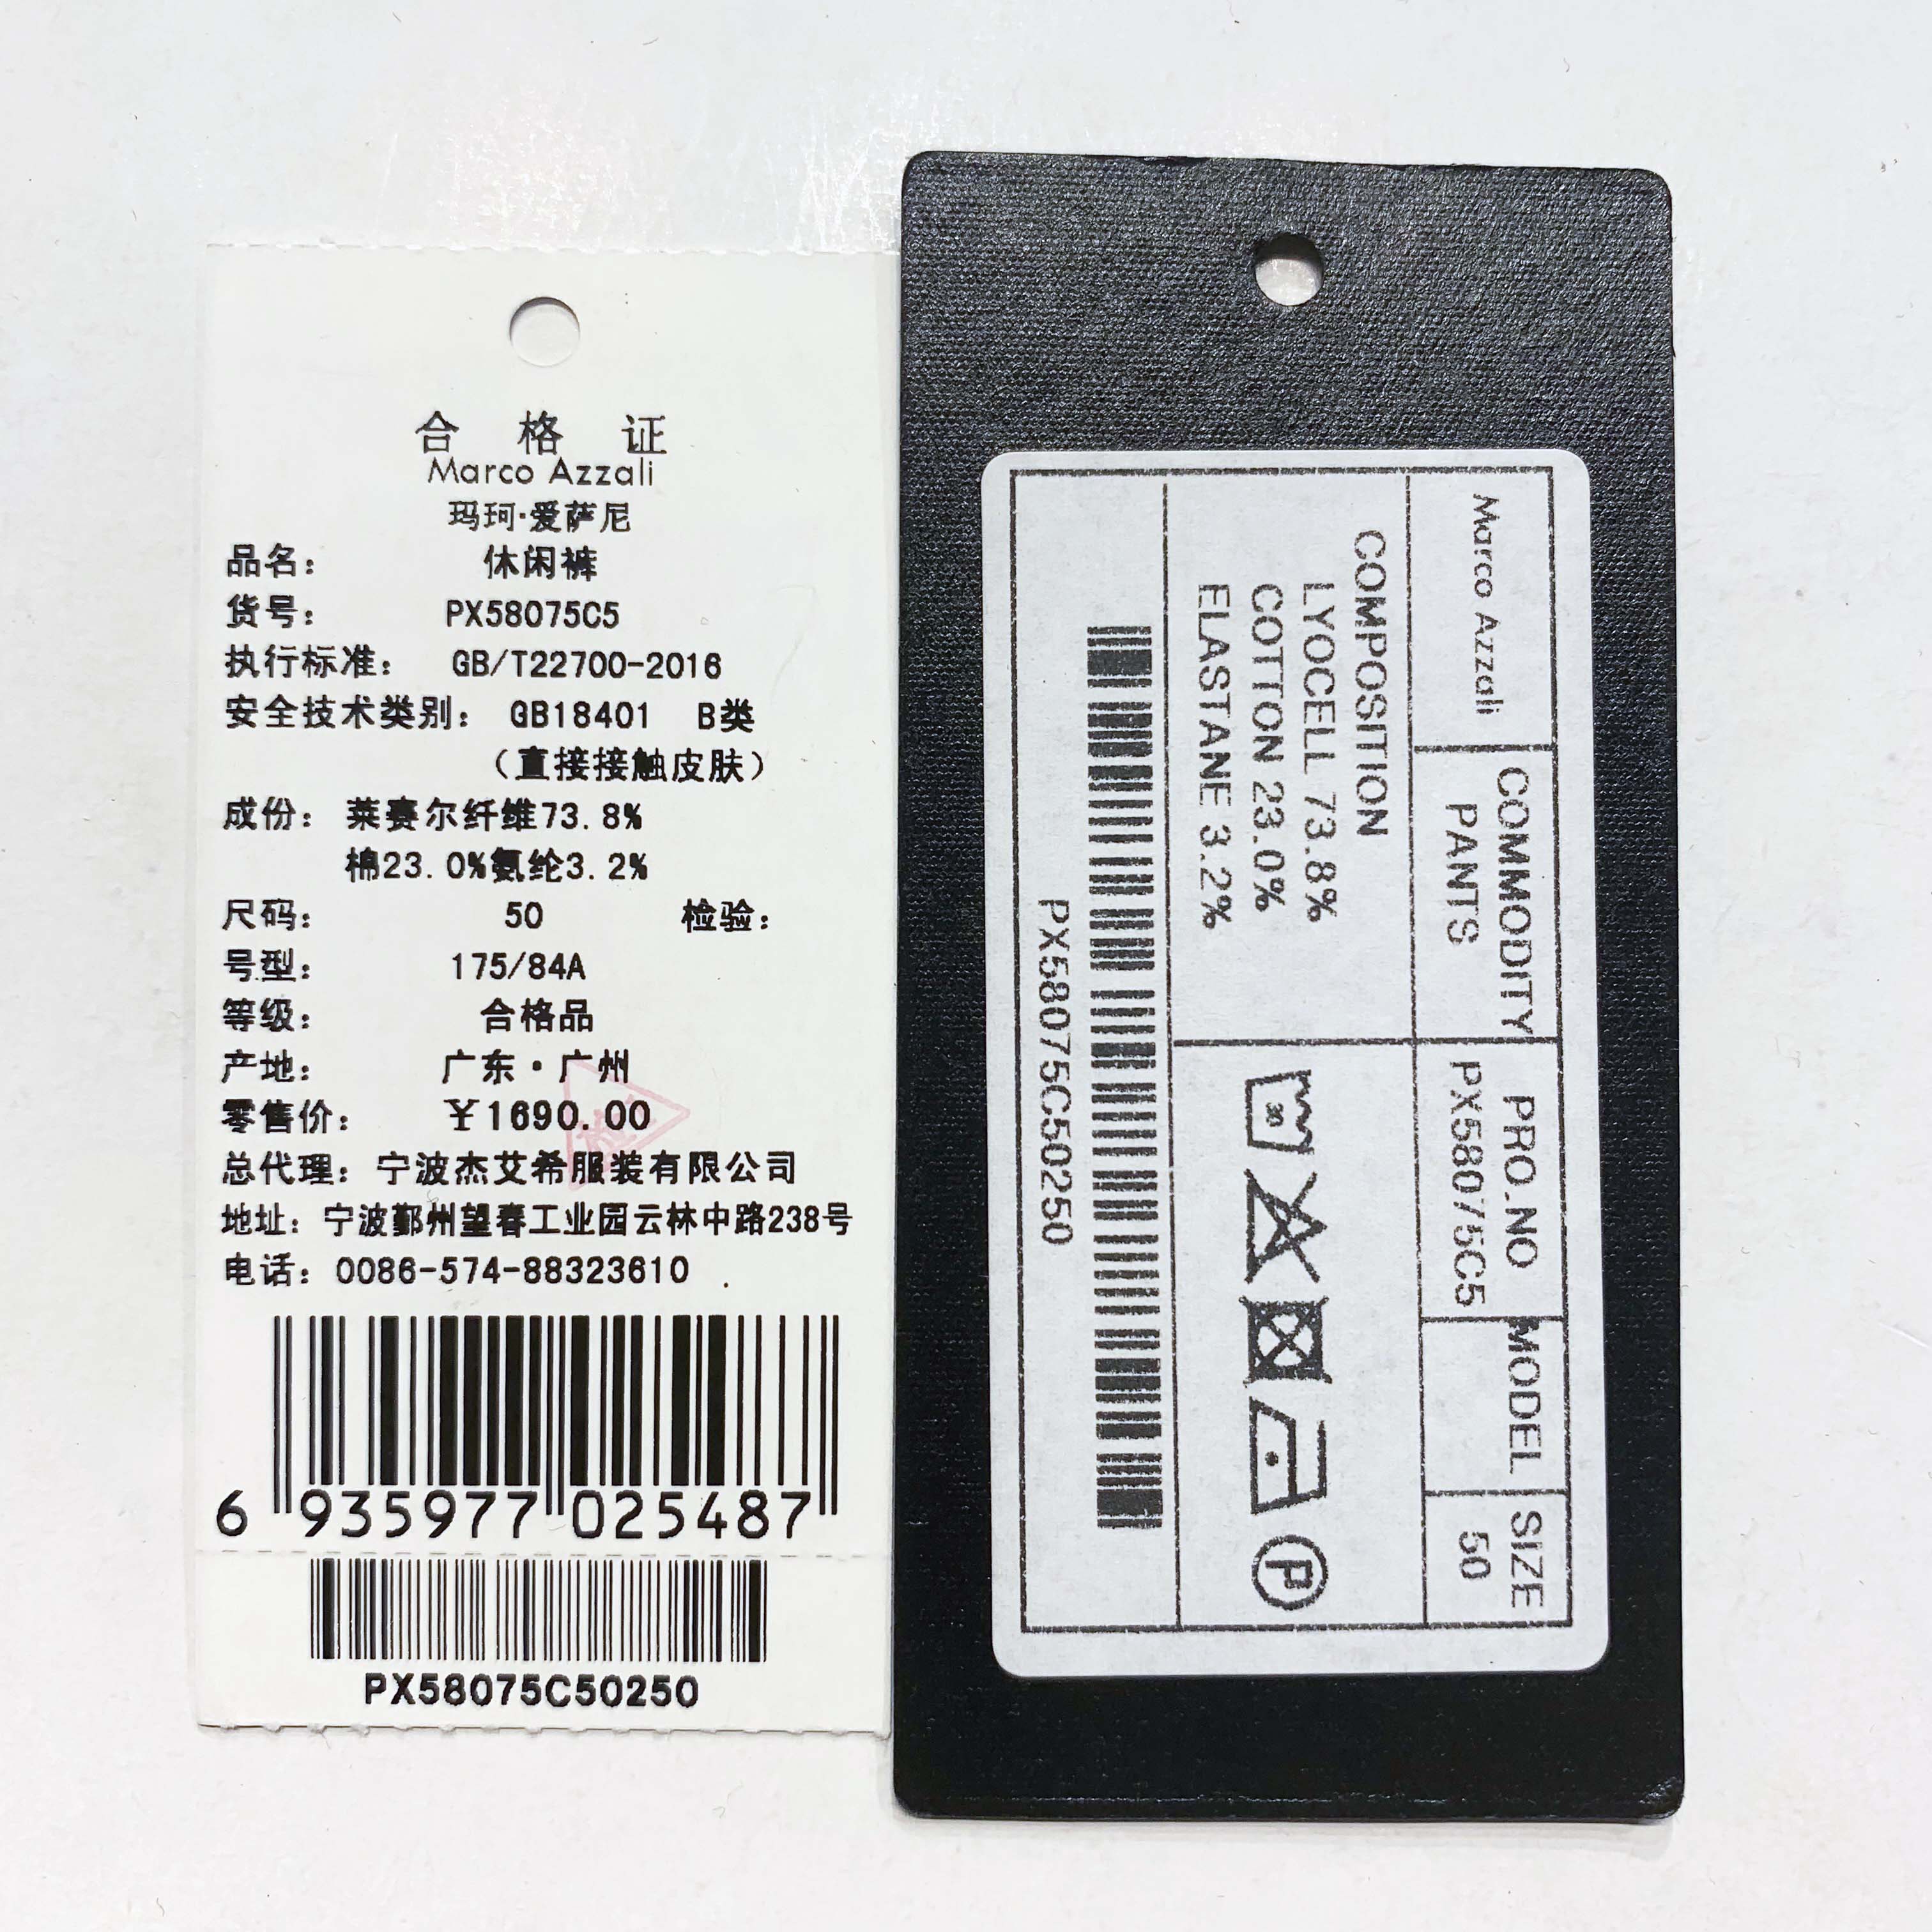 合格证
Marco Azzali
玛珂·爱萨尼
品名： 休闲裤
货号： PX58075C5
执行标准： GB/T22700-2016
安全技术类别： GB18401 B类
（直接接触皮肤）
成份： 莱赛尔纤维73.8%
棉23.0%氨纶3.2%
尺码： 50 检验：
号型： 175/84A
等级： 合格品
产地： 广东·广州
零售价： ￥1690.00
总代理：宁波杰艾希服装有限公司
地址：宁波鄞州望春工业园云林中路238号
电话：0086-574-88323610
6 935977 025487
PX58075C50250
Marco Azzali
COMMODITY
PANTS
PRO.NO
PX58075C5
MODEL
SIZE
50
COMPOSITION
LYOCELL 73.8%
COTTON 23.0%
ELASTANE 3.2%
30
P
PX58075C50250